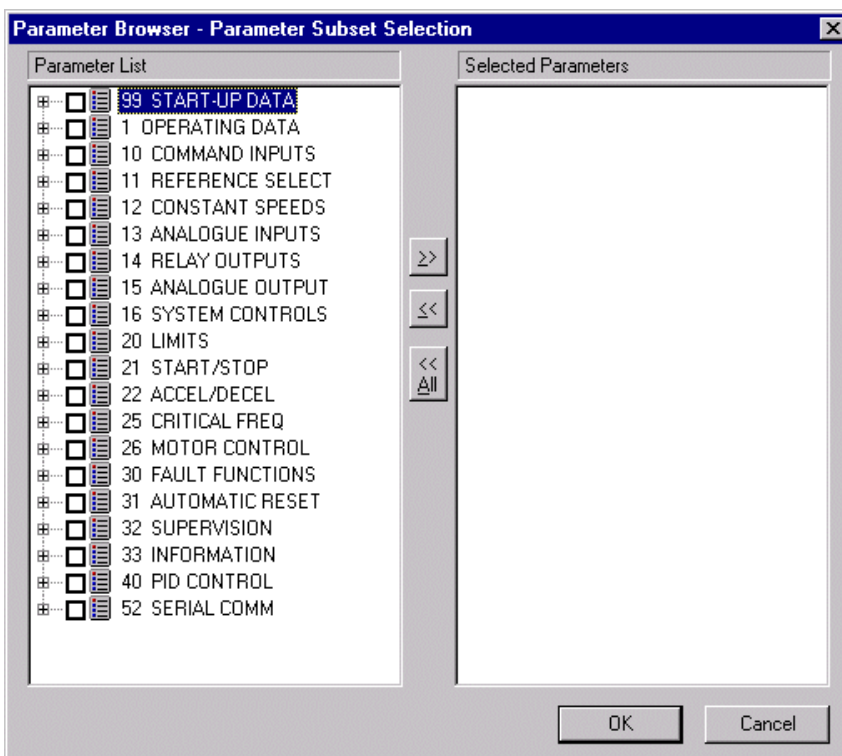 Parameter Browser - Parameter Subset Selection
Parameter List
Selected Parameters
99 START-UP DATA
1 OPERATING DATA
10 COMMAND INPUTS
11 REFERENCE SELECT
12 CONSTANT SPEEDS
13 ANALOGUE INPUTS
14 RELAY OUTPUTS
15 ANALOGUE OUTPUT
16 SYSTEM CONTROLS
20 LIMITS
21 START/STOP
22 ACCEL/DECEL
25 CRITICAL FREQ
26 MOTOR CONTROL
30 FAULT FUNCTIONS
31 AUTOMATIC RESET
32 SUPERVISION
33 INFORMATION
40 PID CONTROL
52 SERIAL COMM
>>
<<
<<
All
OK
Cancel